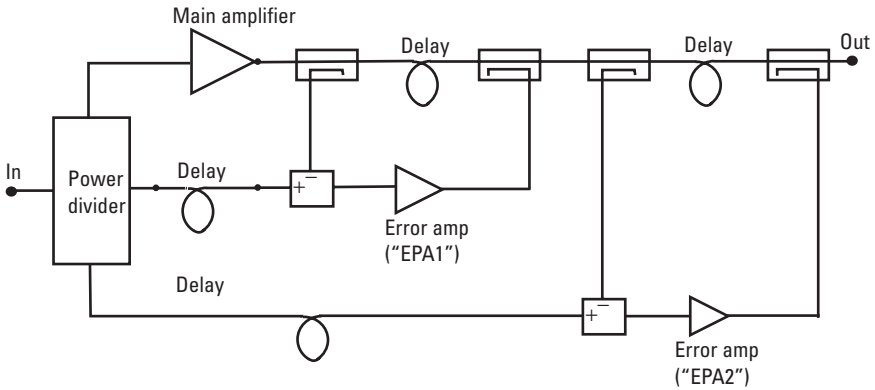 Main amplifier
Delay
Delay
Out
In
Power
divider
Delay
+ −
Error amp
("EPA1")
Delay
+ −
Error amp
("EPA2")